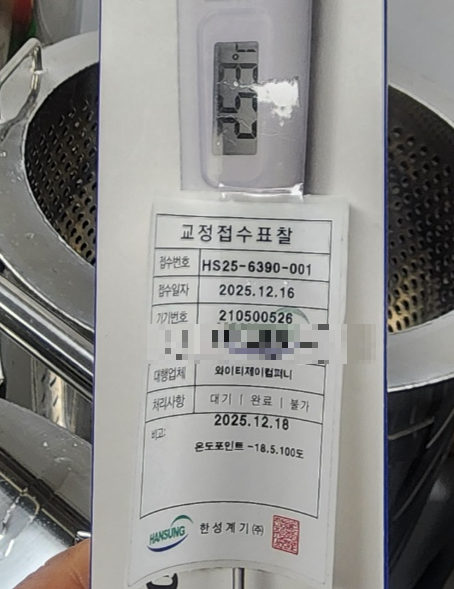 교정접수표찰
접수번호 HS25-6390-001
접수일자 2025.12.16
기기번호 210500526
대행업체 와이티제이컴퍼니
처리사항 대기 | 완료 | 불가
2025.12.18
비고:
온도포인트 -18.5.100도
HANSUNG 한성계기(주)